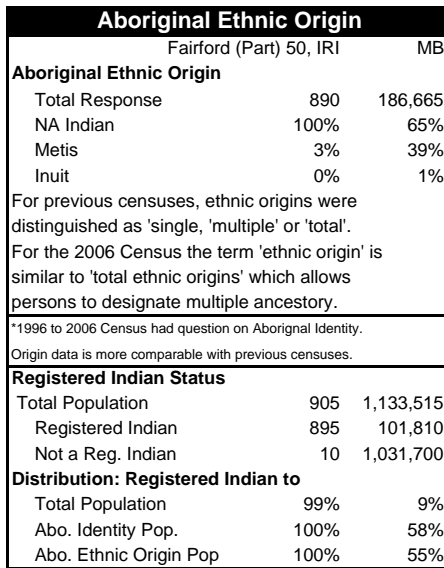 Aboriginal Ethnic Origin
Fairford (Part) 50, IRI MB
Aboriginal Ethnic Origin
Total Response 890 186,665
NA Indian 100% 65%
Metis 3% 39%
Inuit 0% 1%
For previous censuses, ethnic origins were
distinguished as 'single, 'multiple' or 'total'.
For the 2006 Census the term 'ethnic origin' is
similar to 'total ethnic origins' which allows
persons to designate multiple ancestory.
*1996 to 2006 Census had question on Aborignal Identity.
Origin data is more comparable with previous censuses.
Registered Indian Status
Total Population 905 1,133,515
Registered Indian 895 101,810
Not a Reg. Indian 10 1,031,700
Distribution: Registered Indian to
Total Population 99% 9%
Abo. Identity Pop. 100% 58%
Abo. Ethnic Origin Pop 100% 55%